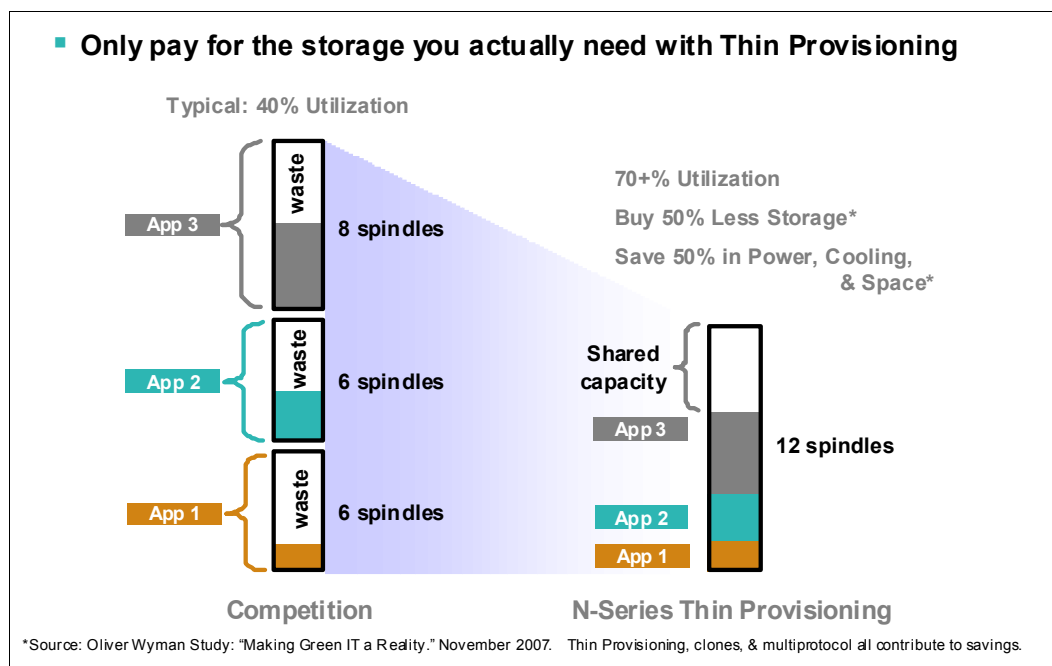 ▪ Only pay for the storage you actually need with Thin Provisioning
Typical: 40% Utilization
waste
App 3
8 spindles
waste
App 2
6 spindles
waste
App 1
6 spindles
Competition
70+% Utilization
Buy 50% Less Storage*
Save 50% in Power, Cooling,
& Space*
Shared
capacity
App 3
12 spindles
App 2
App 1
N-Series Thin Provisioning
*Source: Oliver Wyman Study: “Making Green IT a Reality.” November 2007. Thin Provisioning, clones, & multiprotocol all contribute to savings.